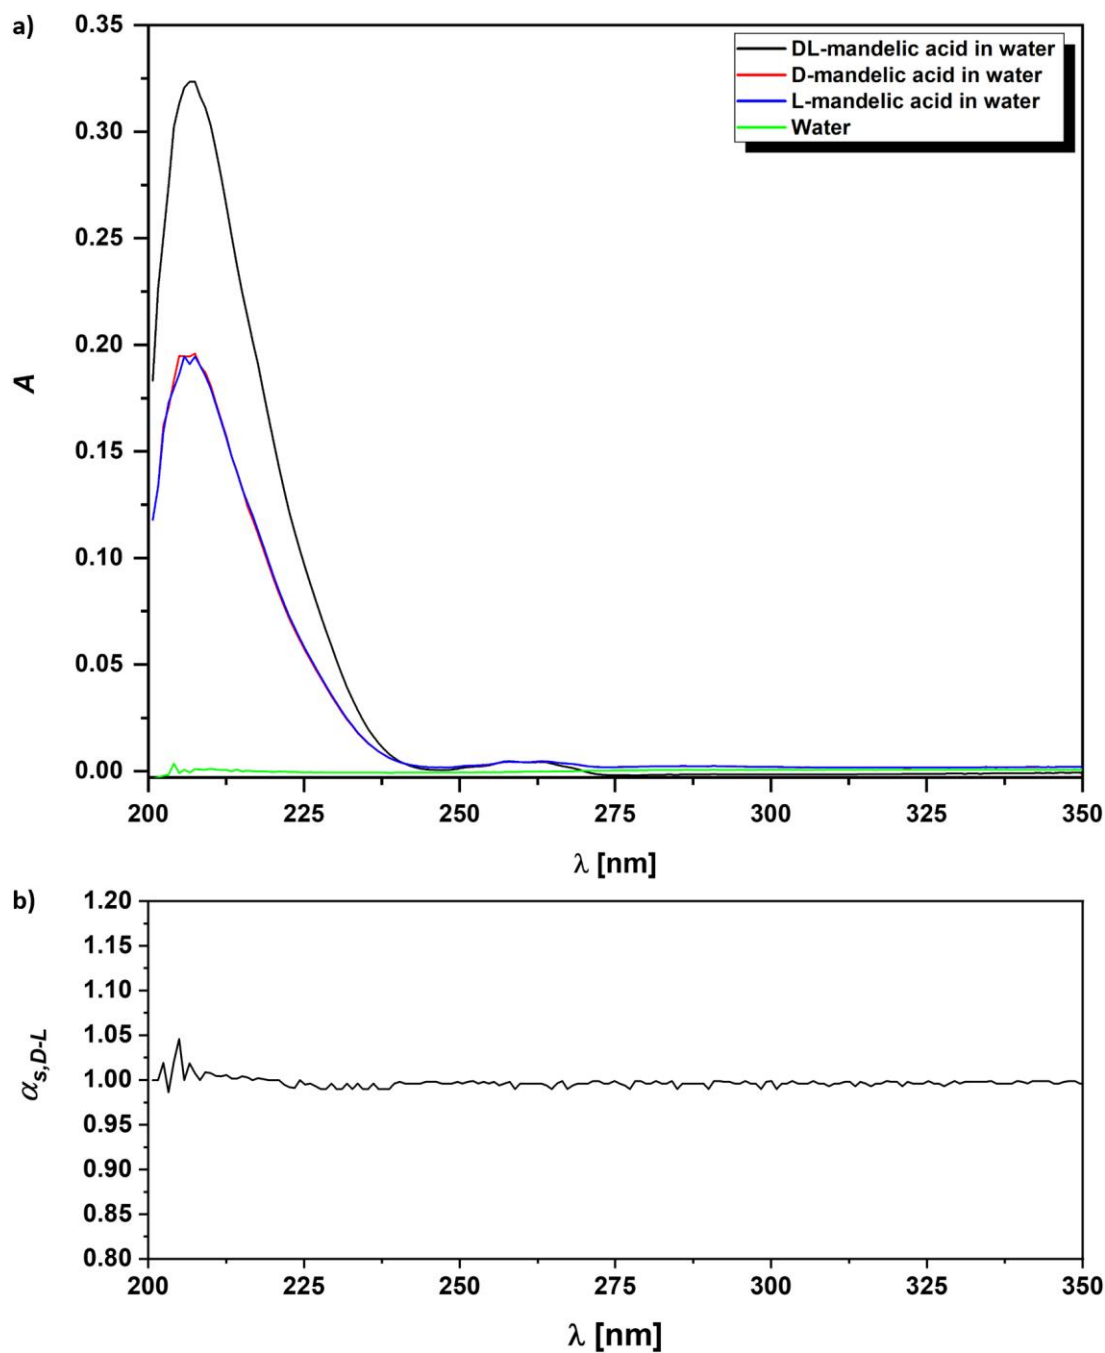 a)
0.35
0.30
0.25
0.20
0.15
0.10
0.05
0.00
A
DL-mandelic acid in water
D-mandelic acid in water
L-mandelic acid in water
Water
200 225 250 275 300 325 350
λ [nm]
b)
1.20
1.15
1.10
1.05
1.00
0.95
0.90
0.85
0.80
αs,D-L
200 225 250 275 300 325 350
λ [nm]